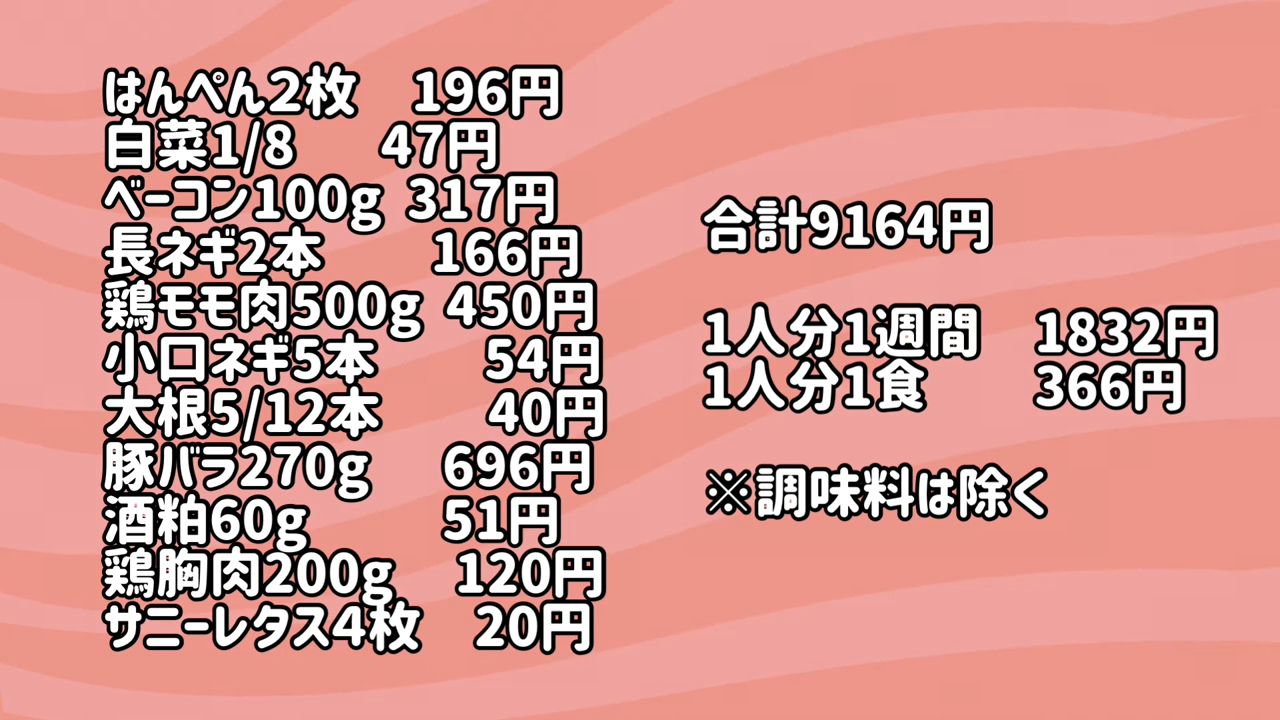 はんぺん2枚 196円
白菜1/8 47円
ベーコン100g 317円
長ネギ2本 166円
鶏モモ肉500g 450円
小口ネギ5本 54円
大根5/12本 40円
豚バラ270g 696円
酒粕60g 51円
鶏胸肉200g 120円
サニーレタス4枚 20円
合計9164円
1人分1週間 1832円
1人分1食 366円
※調味料は除く